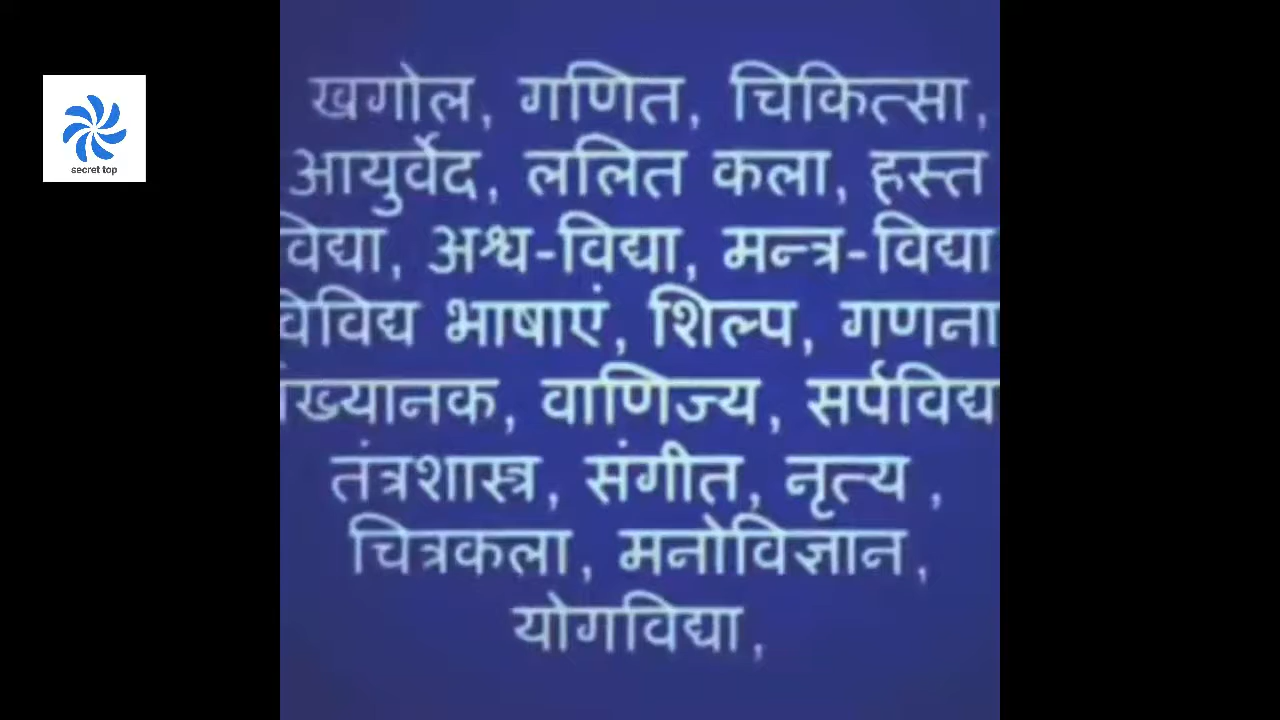 secret top
खगोल, गणित, चिकित्सा,
आयुर्वेद, ललित कला, हस्त
विद्या, अश्व-विद्या, मन्त्र-विद्या
विविद्य भाषाएं, शिल्प, गणना
वाणिज्य,
तंत्रशास्त्र, संगीत, नृत्य ,
चित्रकला, मनोविज्ञान,
योगविद्या,